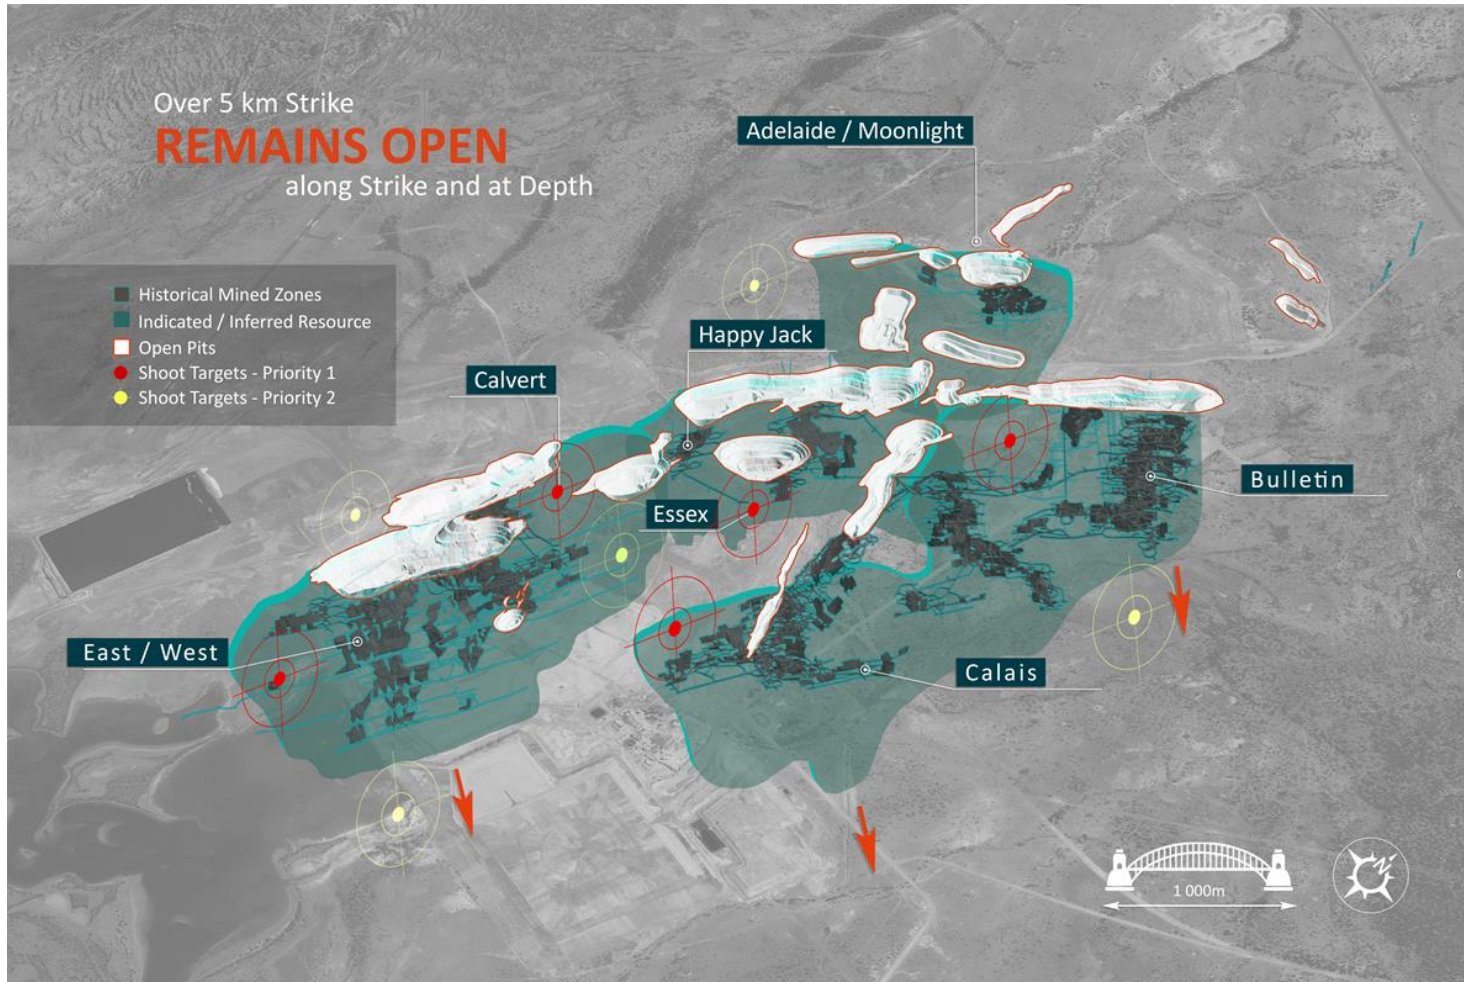 Over 5 km Strike
REMAINS OPEN
along Strike and at Depth
Adelaide / Moonlight
Historical Mined Zones
Indicated / Inferred Resource
Open Pits
Shoot Targets - Priority 1
Shoot Targets - Priority 2
Happy Jack
Calvert
Bulletin
Essex
East / West
Calais
1 000m
N